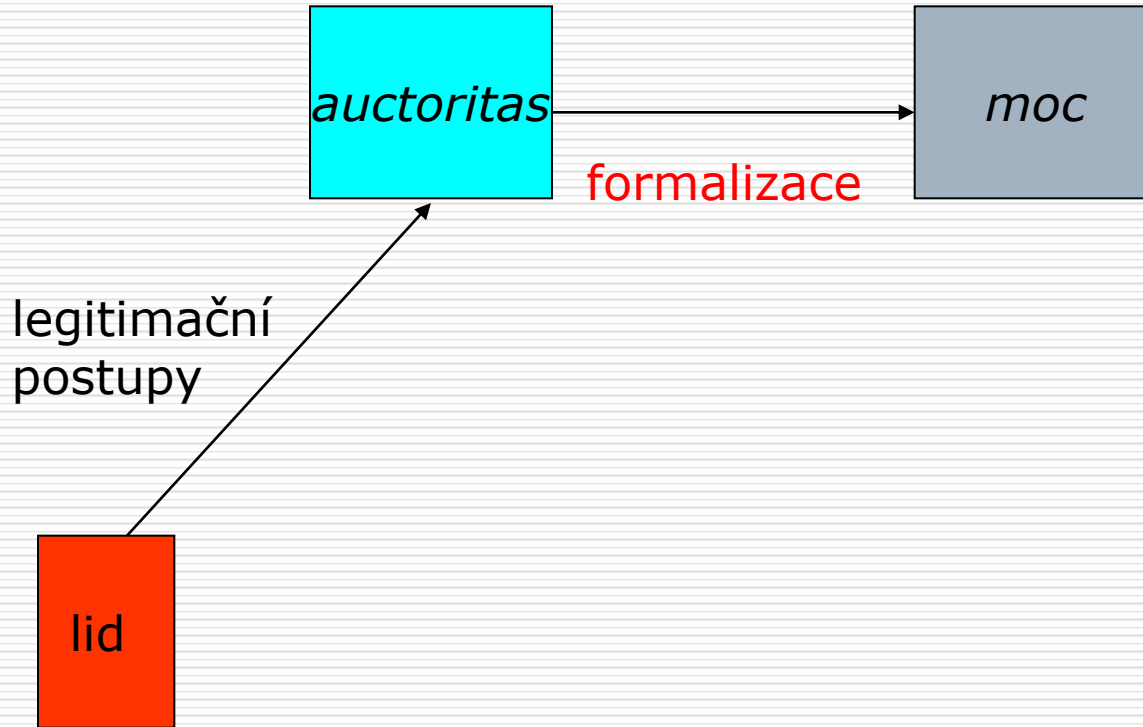 auctoritas
moc
formalizace
legitimační
postupy
lid